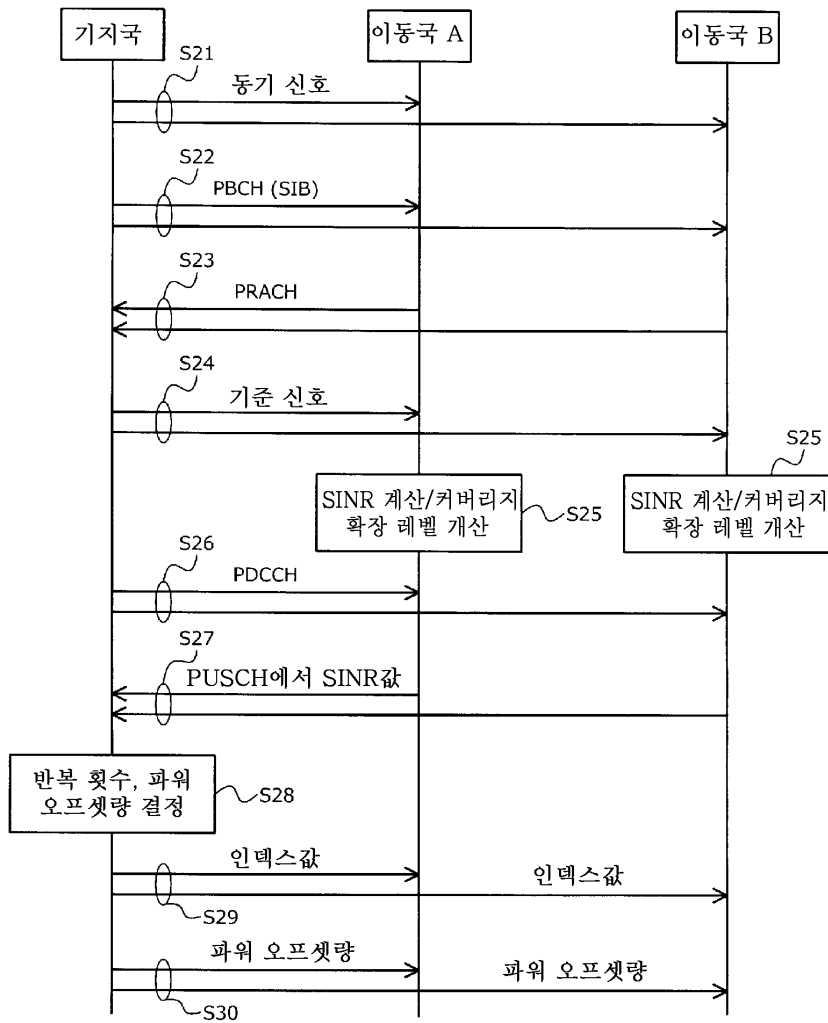 기지국
이동국 A
이동국 B
S21
동기 신호
S22
PBCH (SIB)
S23
PRACH
S24
기준 신호
S25
SINR 계산/커버리지
확장 레벨 개산
S25
SINR 계산/커버리지
확장 레벨 개산
S26
PDCCH
S27
PUSCH에서 SINR값
반복 횟수, 파워
오프셋량 결정
S28
인덱스값
인덱스값
S29
파워 오프셋량
파워 오프셋량
S30